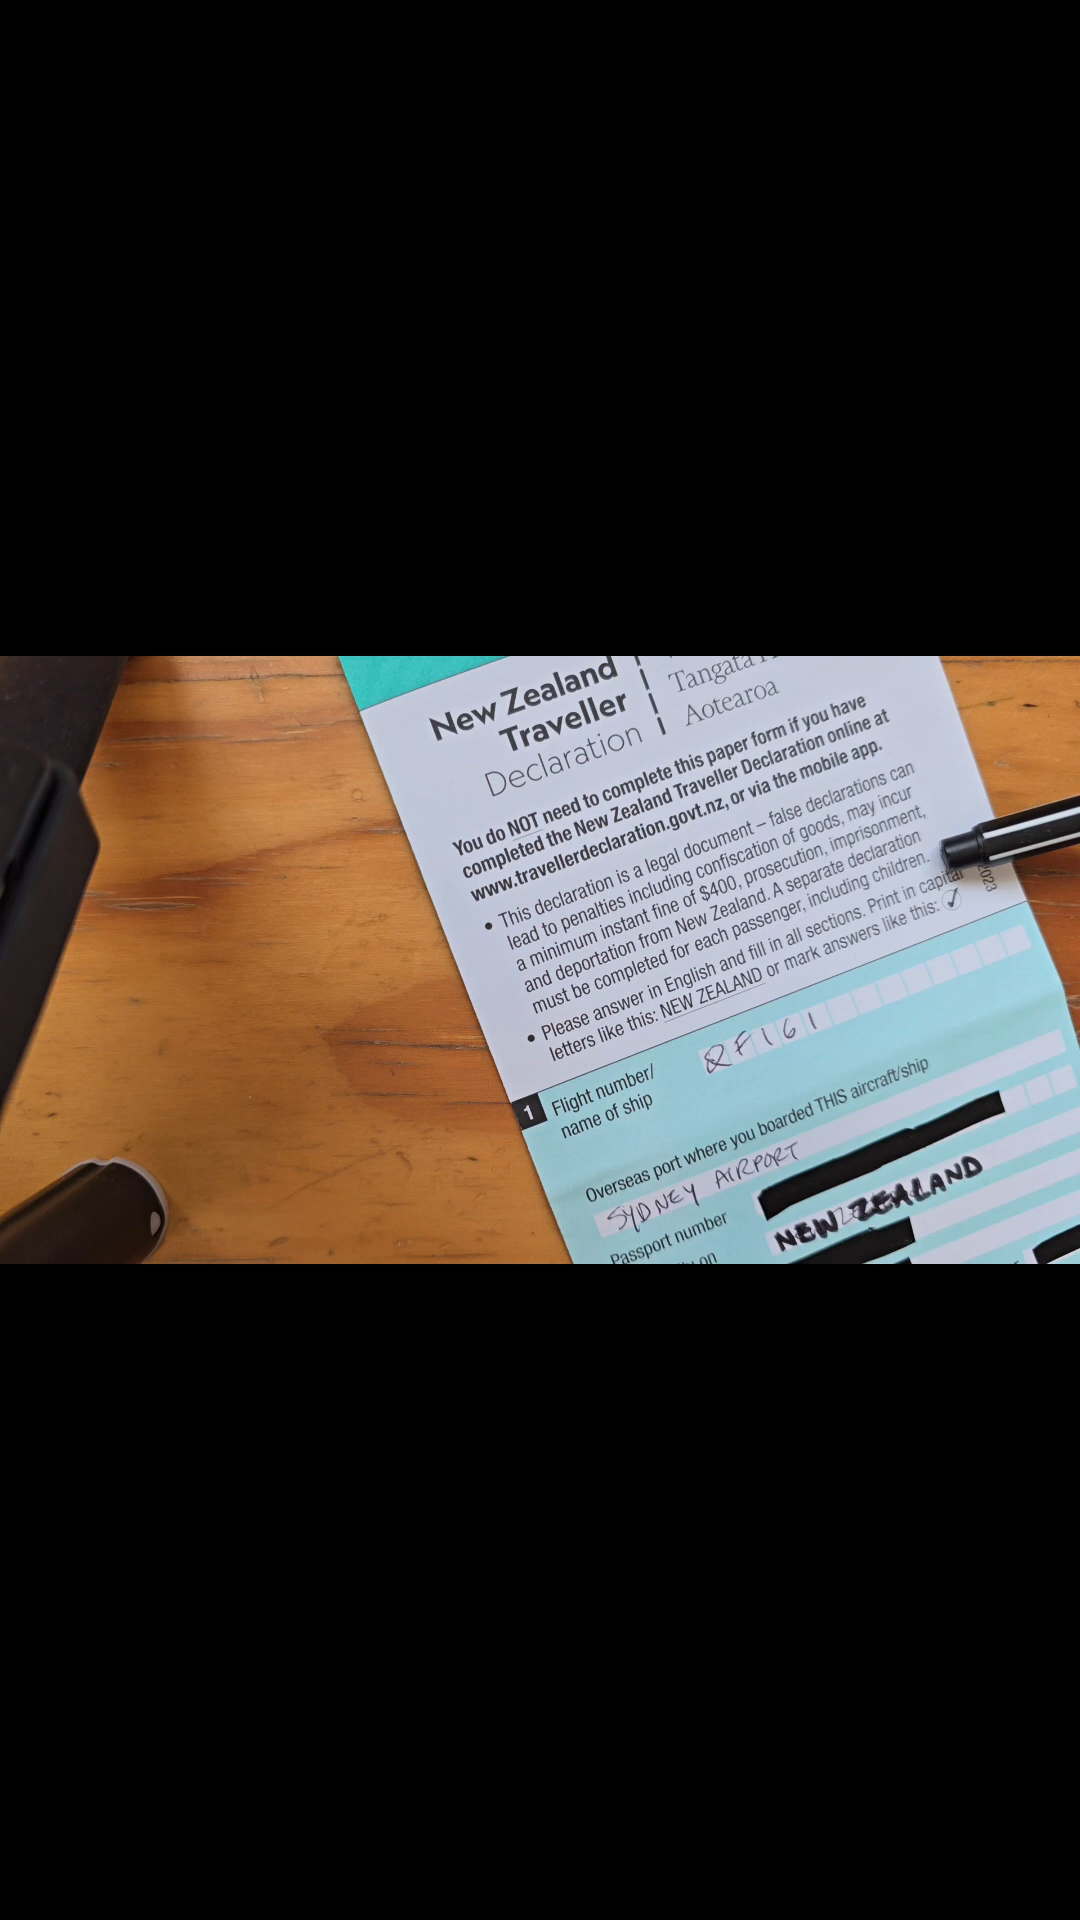 New Zealand
Traveller
Declaration
Tangata
Aotearoa
You do NOT need to complete this paper form if you have
completed the New Zealand Traveller Declaration online at
www.travellerdeclaration.govt.nz, or via the mobile app.
• This declaration is a legal document – false declarations can
lead to penalties including confiscation of goods, may incur
a minimum instant fine of $400, prosecution, imprisonment,
and deportation from New Zealand. A separate declaration
must be completed for each passenger, including children.
• Please answer in English and fill in all sections. Print in capital
letters like this: NEW ZEALAND or mark answers like this: ✓
2023
1 Flight number/
name of ship
QF161
Overseas port where you boarded THIS aircraft/ship
SYDNEY AIRPORT
Passport number
NEW ZEALAND
on